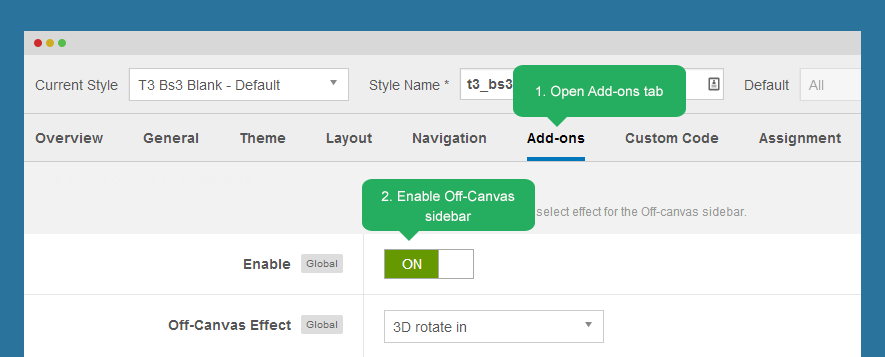 Current Style T3 Bs3 Blank - Default Style Name * t3_bs3 Default All
1. Open Add-ons tab
Overview General Theme Layout Navigation Add-ons Custom Code Assignment
2. Enable Off-Canvas
sidebar
select effect for the Off-canvas sidebar.
Enable Global ON
Off-Canvas Effect Global 3D rotate in